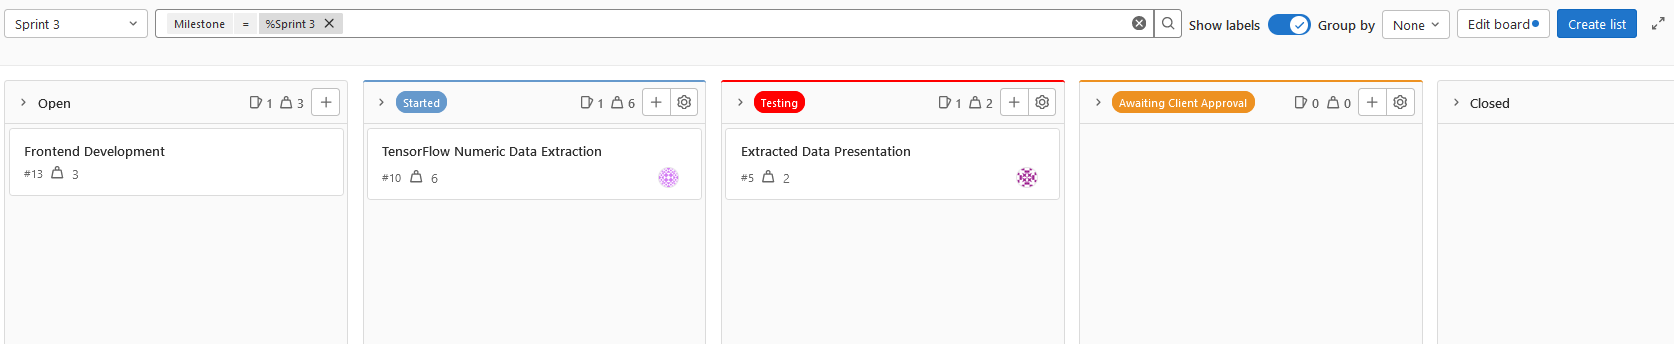 Sprint 3
Milestone = %Sprint 3
Show labels
Group by
None
Edit board
Create list
Open 1 3
Started 1 6
Testing 1 2
Awaiting Client Approval 0 0
Closed
Frontend Development
#13 3
TensorFlow Numeric Data Extraction
#10 6
Extracted Data Presentation
#5 2